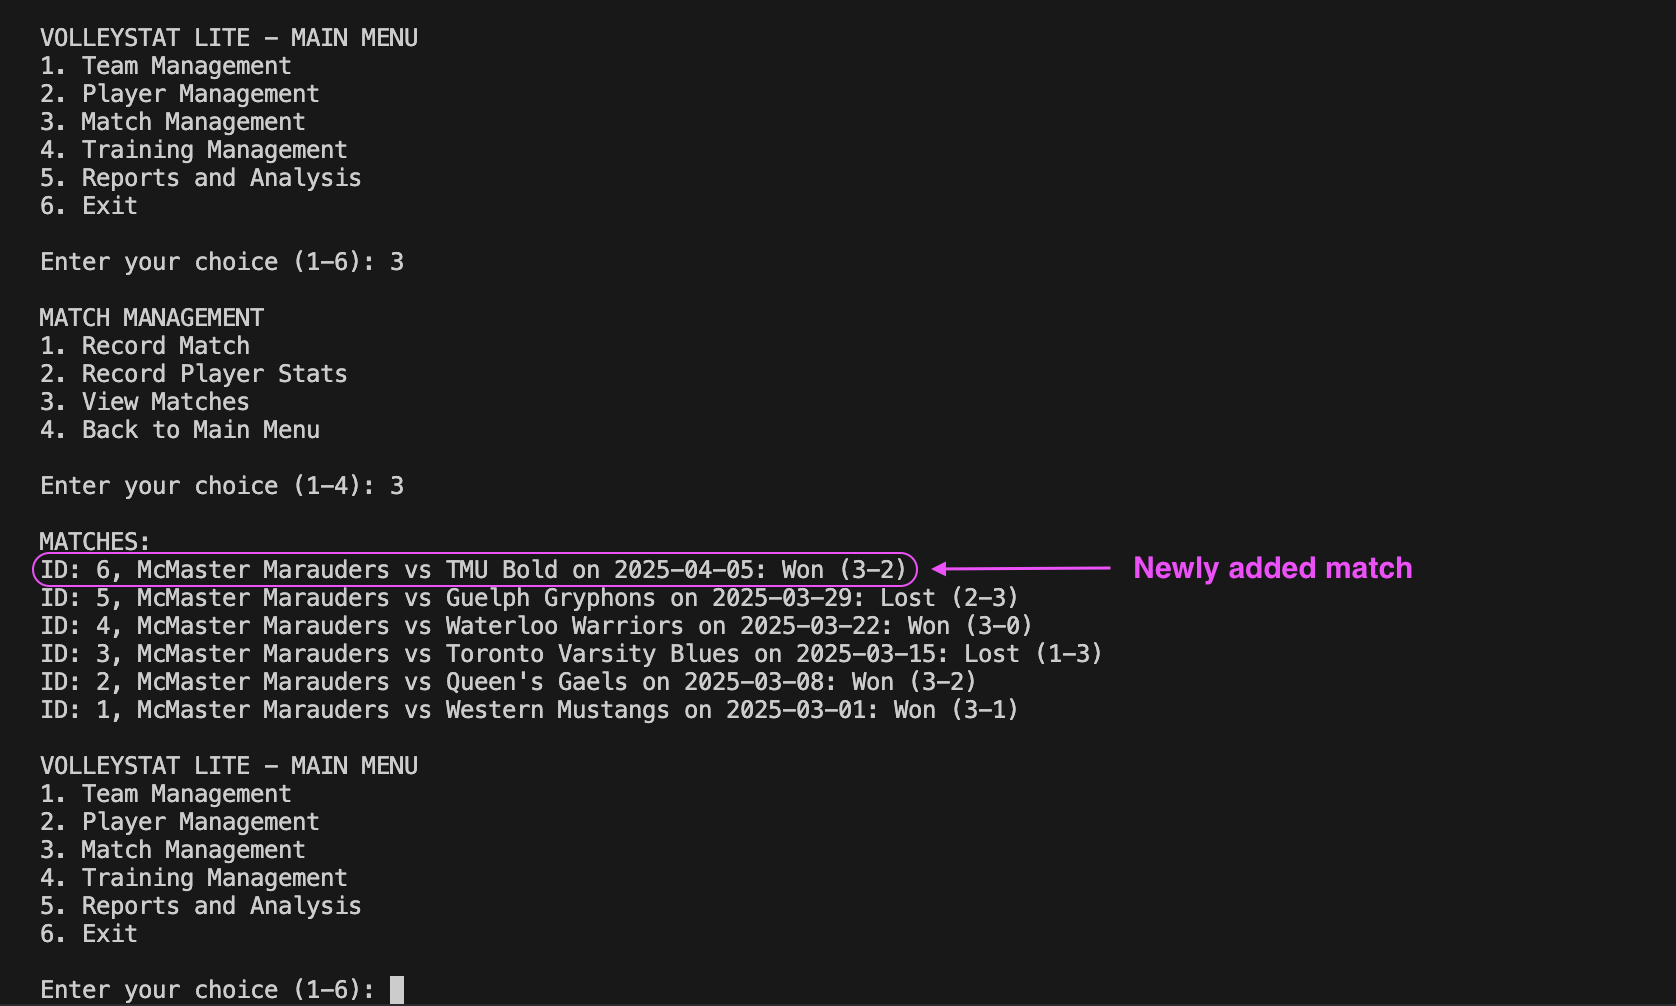 VOLLEYSTAT LITE – MAIN MENU
1. Team Management
2. Player Management
3. Match Management
4. Training Management
5. Reports and Analysis
6. Exit
Enter your choice (1–6): 3
MATCH MANAGEMENT
1. Record Match
2. Record Player Stats
3. View Matches
4. Back to Main Menu
Enter your choice (1–4): 3
MATCHES:
ID: 6, McMaster Marauders vs TMU Bold on 2025-04-05: Won (3-2)
Newly added match
ID: 5, McMaster Marauders vs Guelph Gryphons on 2025-03-29: Lost (2-3)
ID: 4, McMaster Marauders vs Waterloo Warriors on 2025-03-22: Won (3-0)
ID: 3, McMaster Marauders vs Toronto Varsity Blues on 2025-03-15: Lost (1-3)
ID: 2, McMaster Marauders vs Queen's Gaels on 2025-03-08: Won (3-2)
ID: 1, McMaster Marauders vs Western Mustangs on 2025-03-01: Won (3-1)
VOLLEYSTAT LITE – MAIN MENU
1. Team Management
2. Player Management
3. Match Management
4. Training Management
5. Reports and Analysis
6. Exit
Enter your choice (1–6):